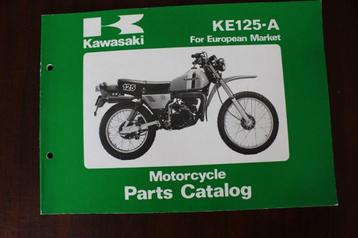 Kawasaki
KE125-A
For European Market
125
Motorcycle
Parts Catalog